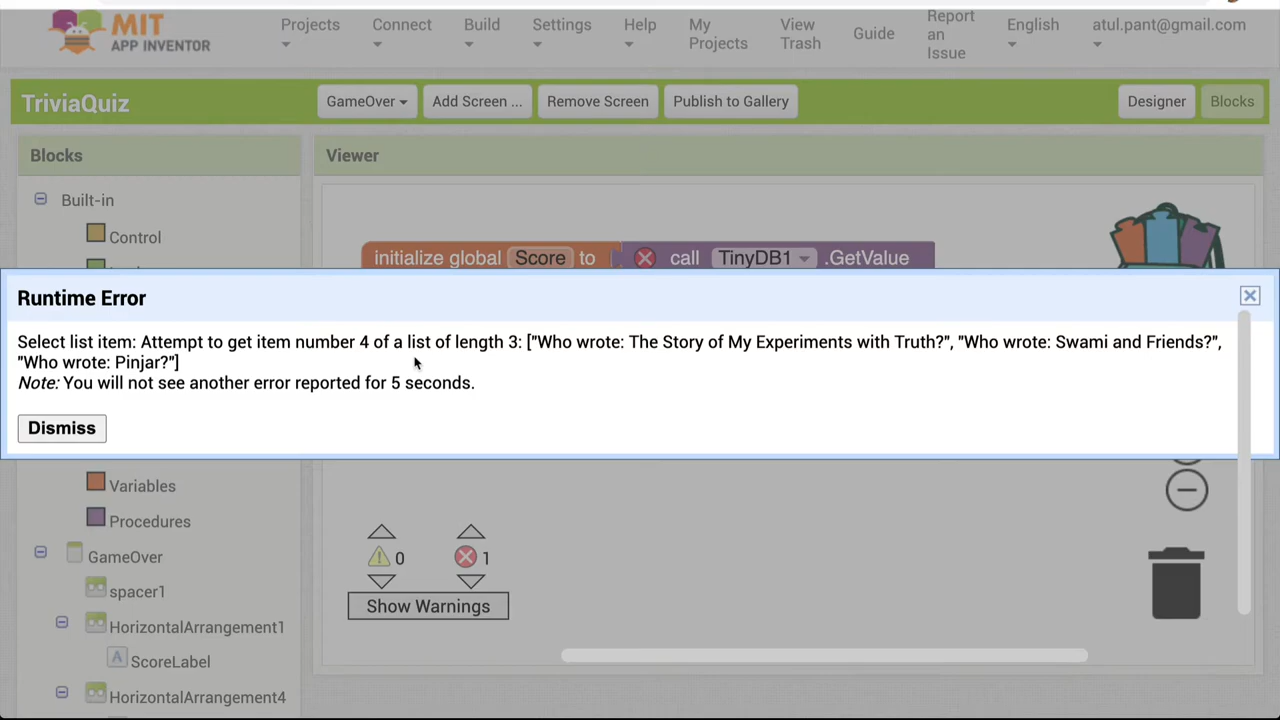 MIT
APP INVENTOR
Projects
Connect
Build
Settings
Help
My
Projects
View
Trash
Guide
Report
an
Issue
English
atul.pant@gmail.com
TriviaQuiz
GameOver
Add Screen ...
Remove Screen
Publish to Gallery
Designer
Blocks
Blocks
Viewer
Built-in
Control
initialize global Score to call TinyDB1 .GetValue
Runtime Error
Select list item: Attempt to get item number 4 of a list of length 3: ["Who wrote: The Story of My Experiments with Truth?", "Who wrote: Swami and Friends?",
"Who wrote: Pinjar?"]
Note: You will not see another error reported for 5 seconds.
Dismiss
Variables
Procedures
GameOver
spacer1
HorizontalArrangement1
A ScoreLabel
HorizontalArrangement4
0
1
Show Warnings